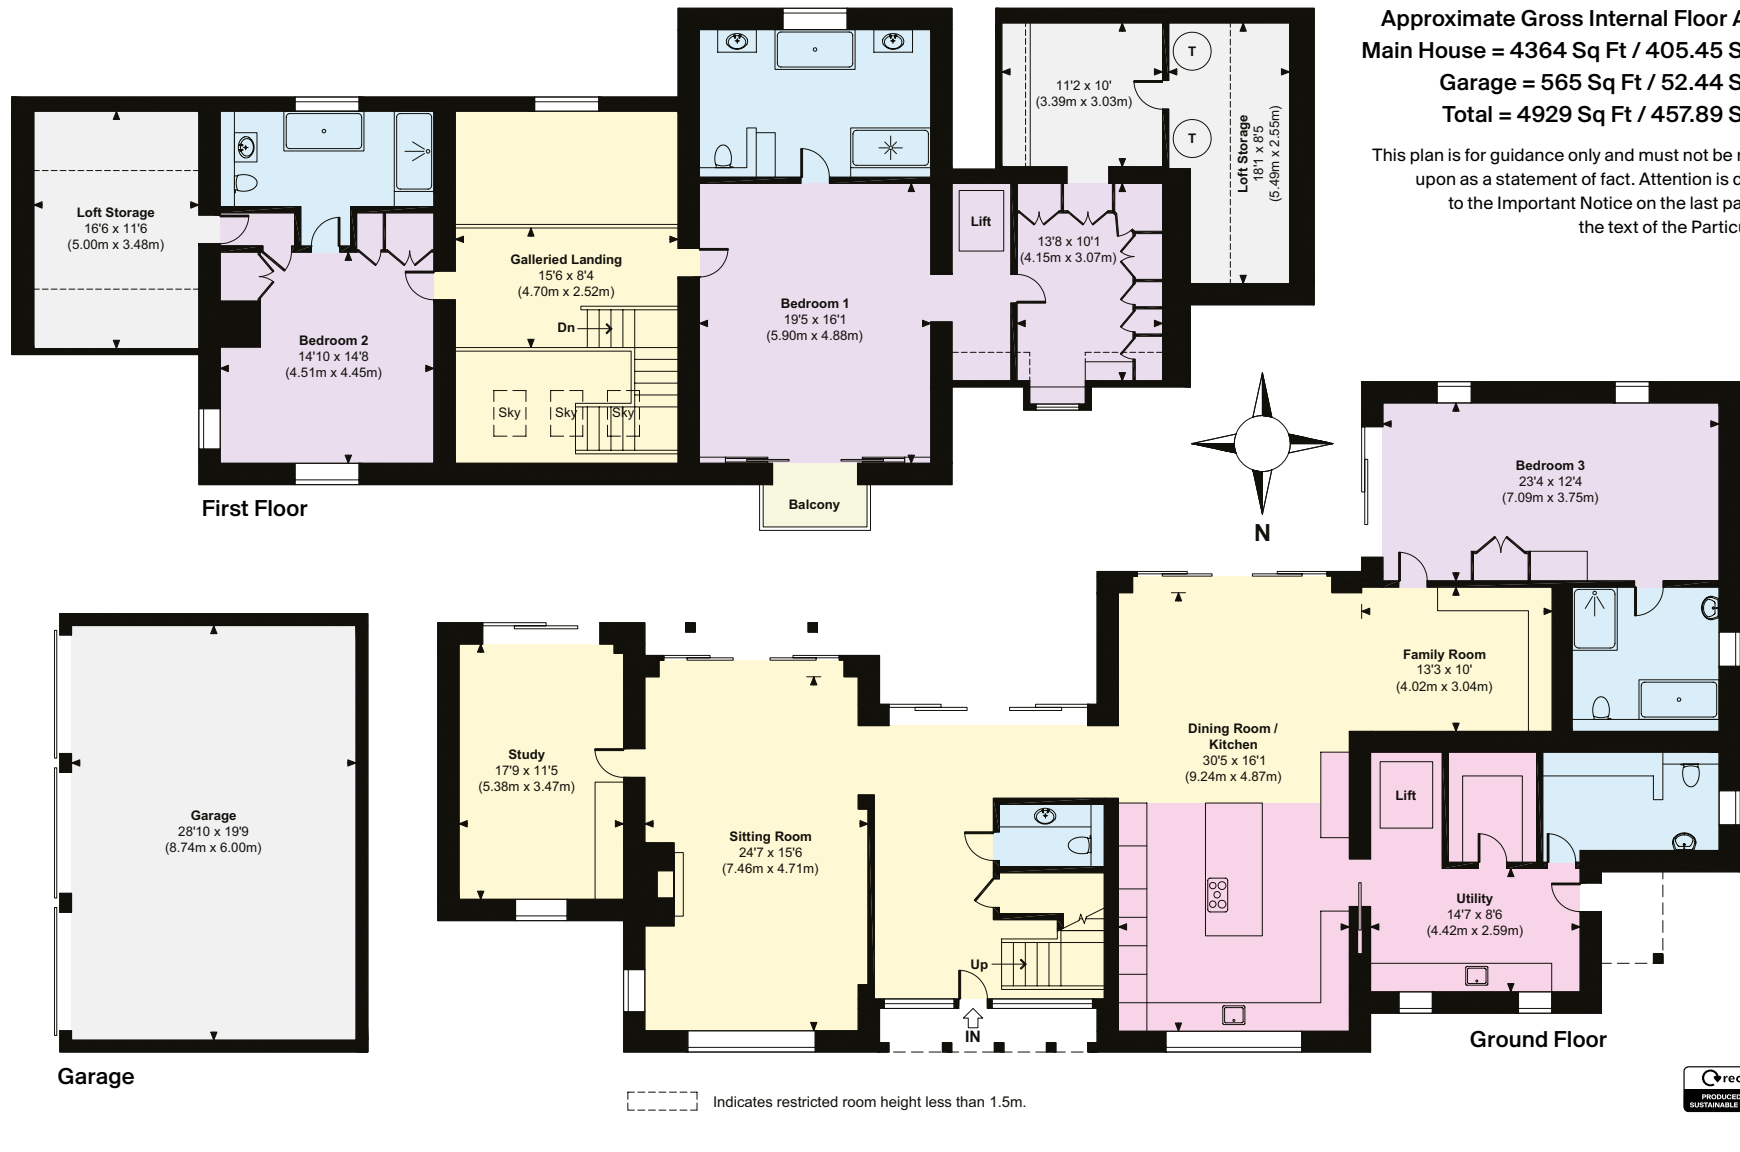 Approximate Gross Internal Floor A
Main House = 4364 Sq Ft / 405.45 S
Garage = 565 Sq Ft / 52.44 S
Total = 4929 Sq Ft / 457.89 S
This plan is for guidance only and must not be r
upon as a statement of fact. Attention is d
to the Important Notice on the last pa
the text of the Particu
Loft Storage
16'6 x 11'6
(5.00m x 3.48m)
Bedroom 2
14'10 x 14'8
(4.51m x 4.45m)
Galleried Landing
15'6 x 8'4
(4.70m x 2.52m)
Dn
Sky
Sky
Sky
Bedroom 1
19'5 x 16'1
(5.90m x 4.88m)
Balcony
Lift
13'8 x 10'1
(4.15m x 3.07m)
11'2 x 10'
(3.39m x 3.03m)
T
T
Loft Storage
18'1 x 8'5
(5.49m x 2.55m)
First Floor
N
Bedroom 3
23'4 x 12'4
(7.09m x 3.75m)
Family Room
13'3 x 10'
(4.02m x 3.04m)
Dining Room /
Kitchen
30'5 x 16'1
(9.24m x 4.87m)
Study
17'9 x 11'5
(5.38m x 3.47m)
Sitting Room
24'7 x 15'6
(7.46m x 4.71m)
Garage
28'10 x 19'9
(8.74m x 6.00m)
Lift
Utility
14'7 x 8'6
(4.42m x 2.59m)
Up
IN
Ground Floor
Garage
Indicates restricted room height less than 1.5m.
rec
PRODUCED
SUSTAINABLE